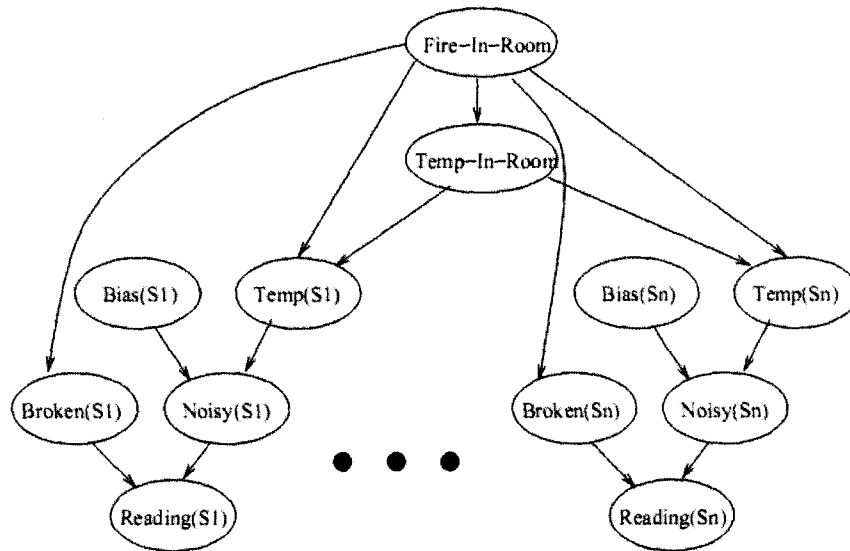 Fire-In-Room
Temp-In-Room
Bias(S1) Temp(S1) Bias(Sn) Temp(Sn)
Broken(S1) Noisy(S1) Broken(Sn) Noisy(Sn)
Reading(S1) Reading(Sn)